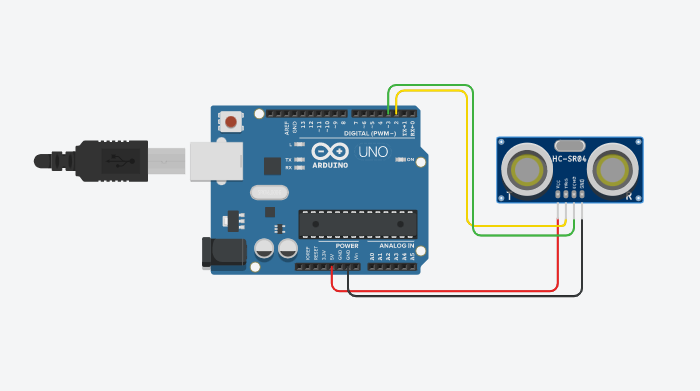 AREF
GND
13
12
~11
~10
~9
8
7
~6
~5
4
~3
2
TX→1
RX←0
DIGITAL (PWM~)
L
TX
RX
UNO
ARDUINO
ON
HC-SR04
VCC
TRIG
ECHO
GND
T
R
POWER
ANALOG IN
IOREF
RESET
3.3V
5V
GND
GND
Vin
A0
A1
A2
A3
A4
A5